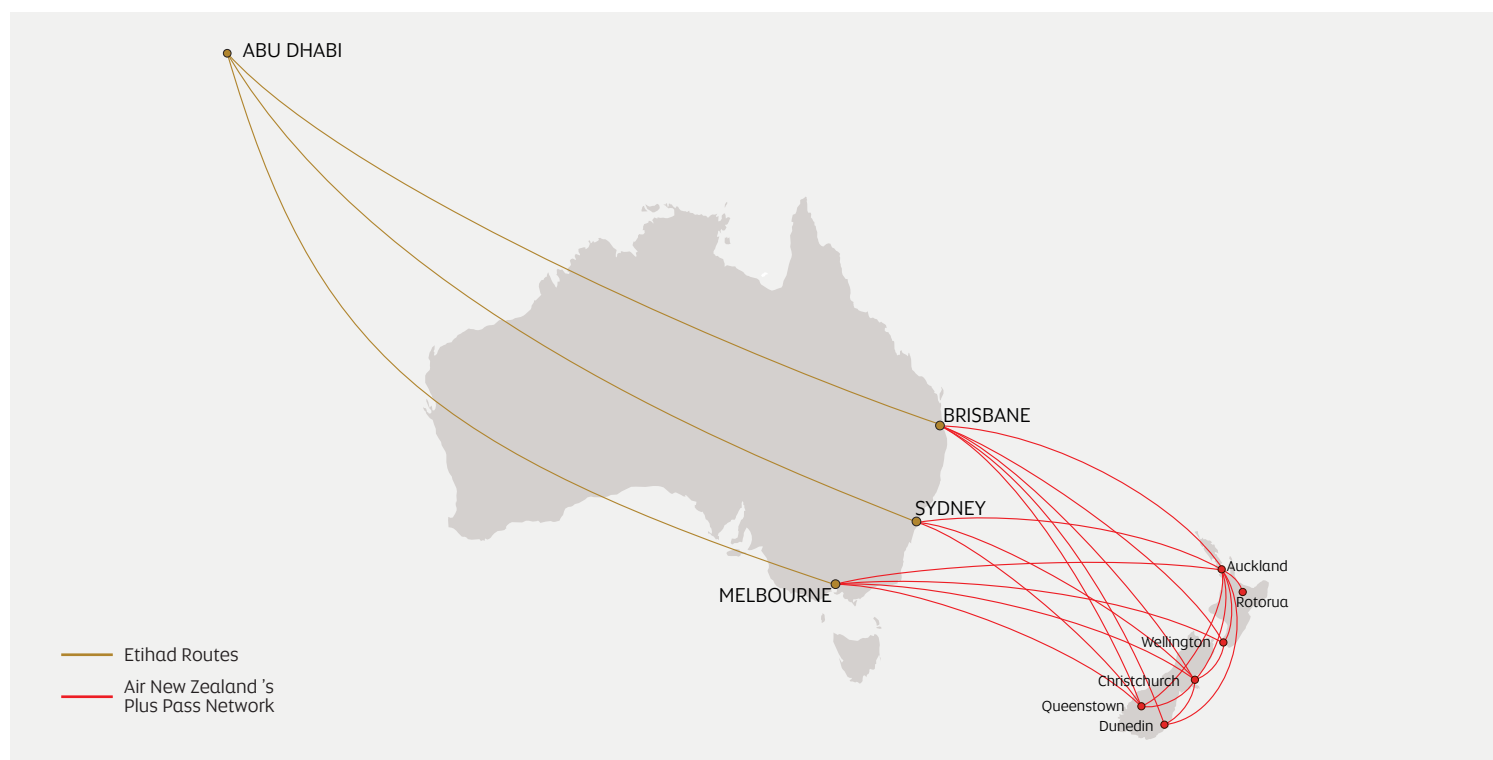 ABU DHABI
BRISBANE
SYDNEY
MELBOURNE
Auckland
Rotorua
Wellington
Christchurch
Queenstown
Dunedin
Etihad Routes
Air New Zealand 's
Plus Pass Network